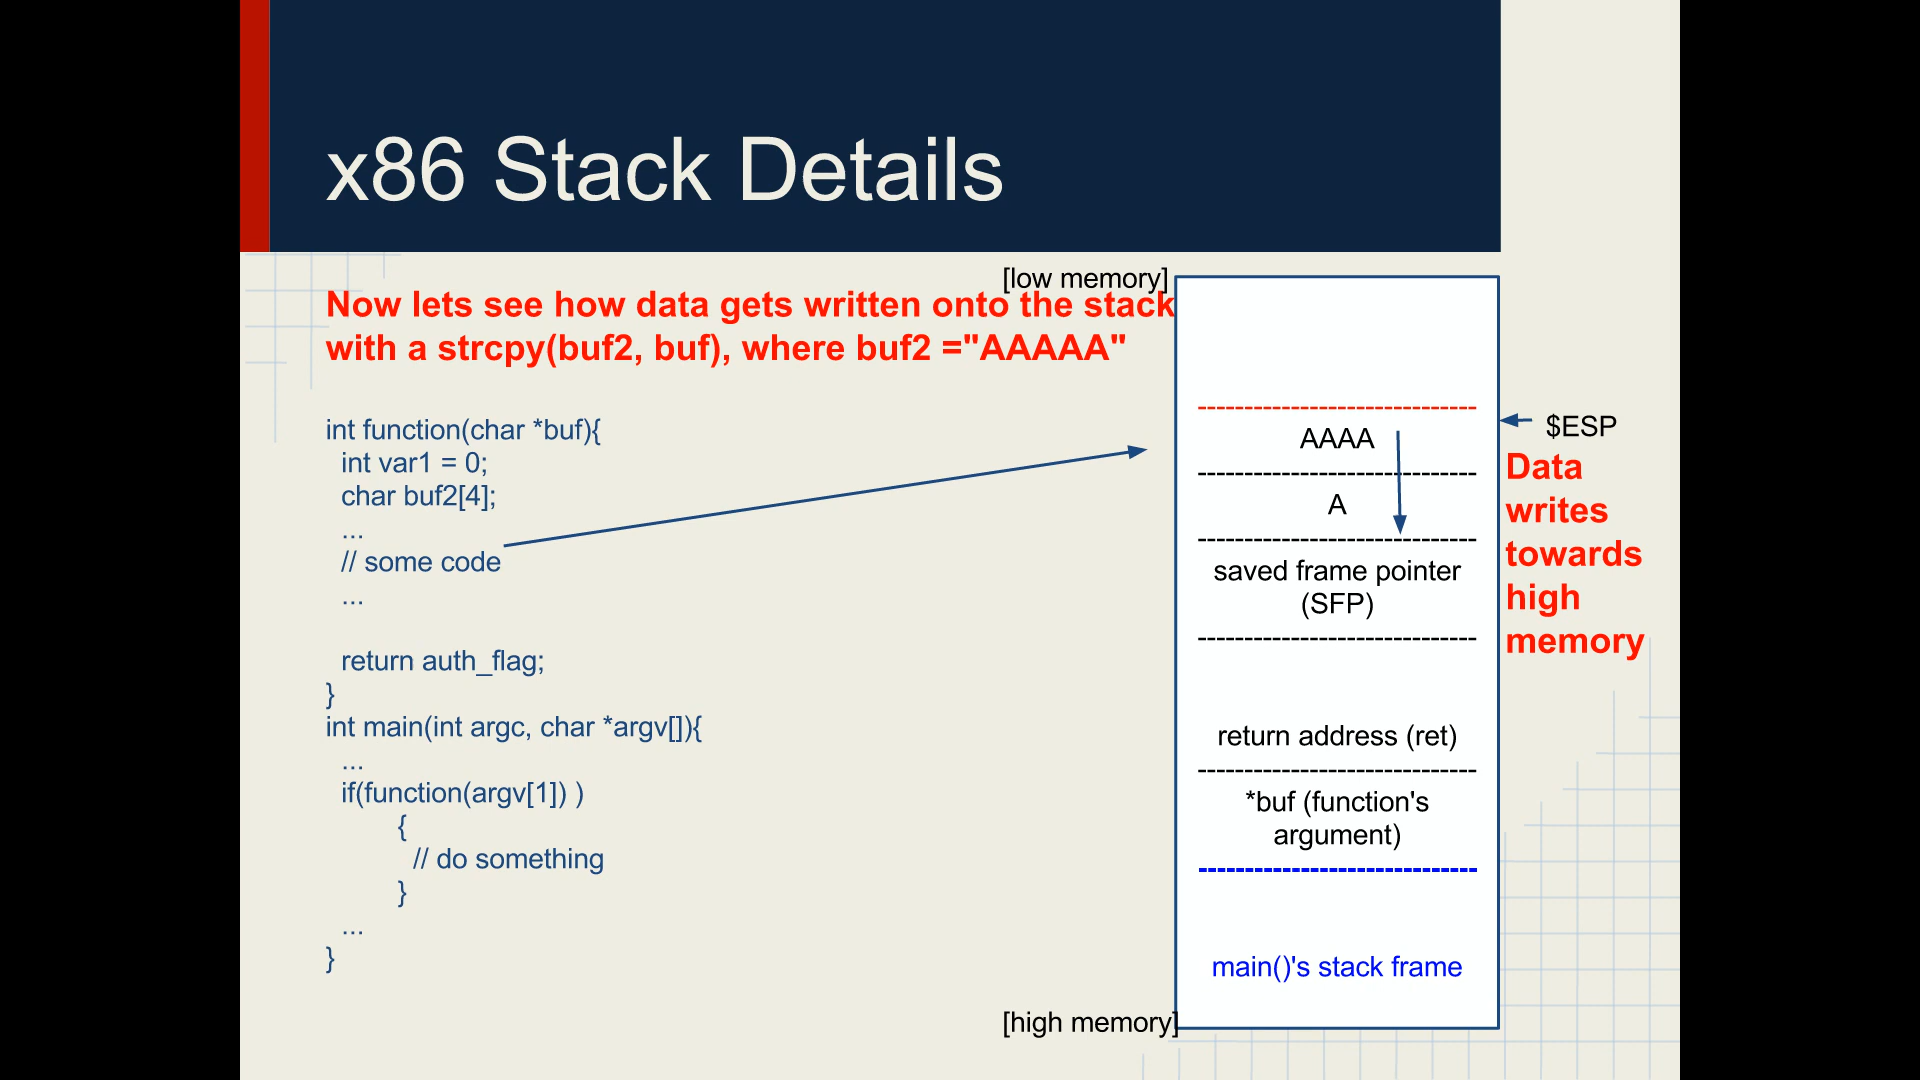 x86 Stack Details
[low memory]
Now lets see how data gets written onto the stack
with a strcpy(buf2, buf), where buf2 ="AAAAA"
int function(char *buf){
int var1 = 0;
char buf2[4];
...
// some code
...
return auth_flag;
}
int main(int argc, char *argv[]){
...
if(function(argv[1]) )
{
// do something
}
...
}
AAAA
A
saved frame pointer
(SFP)
return address (ret)
*buf (function's
argument)
main()'s stack frame
[high memory]
$ESP
Data
writes
towards
high
memory